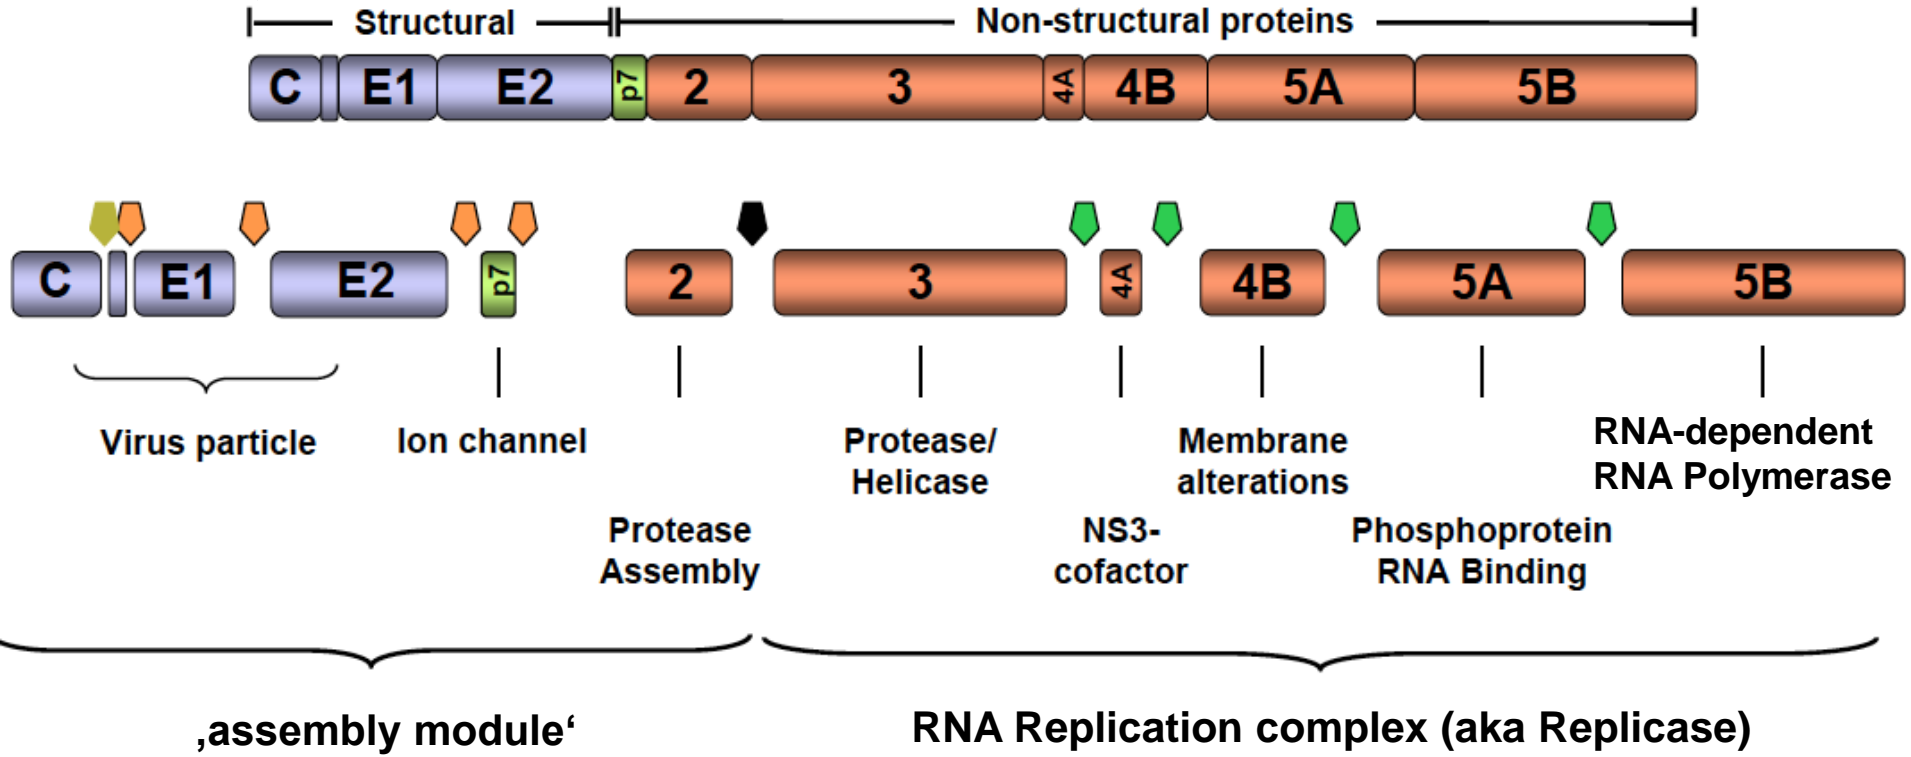 Structural Non-structural proteins
C E1 E2 p7 2 3 4A 4B 5A 5B
C E1 E2 p7 2 3 4A 4B 5A 5B
Virus particle
Ion channel
Protease
Assembly
Protease/
Helicase
NS3-
cofactor
Membrane
alterations
Phosphoprotein
RNA Binding
RNA-dependent
RNA Polymerase
‚assembly module‘
RNA Replication complex (aka Replicase)